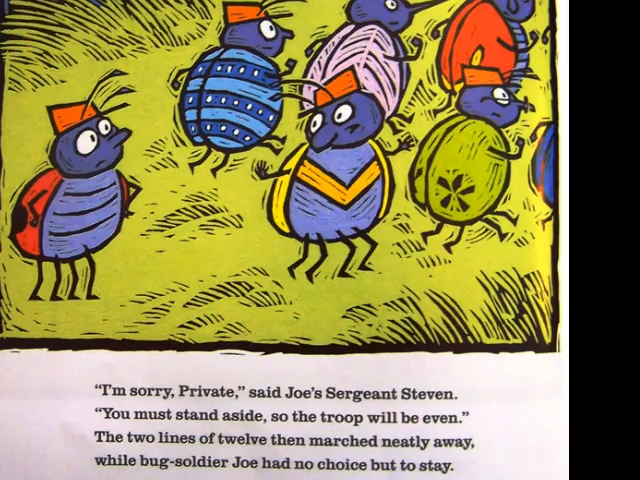 “I’m sorry, Private,” said Joe’s Sergeant Steven.
“You must stand aside, so the troop will be even.”
The two lines of twelve then marched neatly away,
while bug-soldier Joe had no choice but to stay.